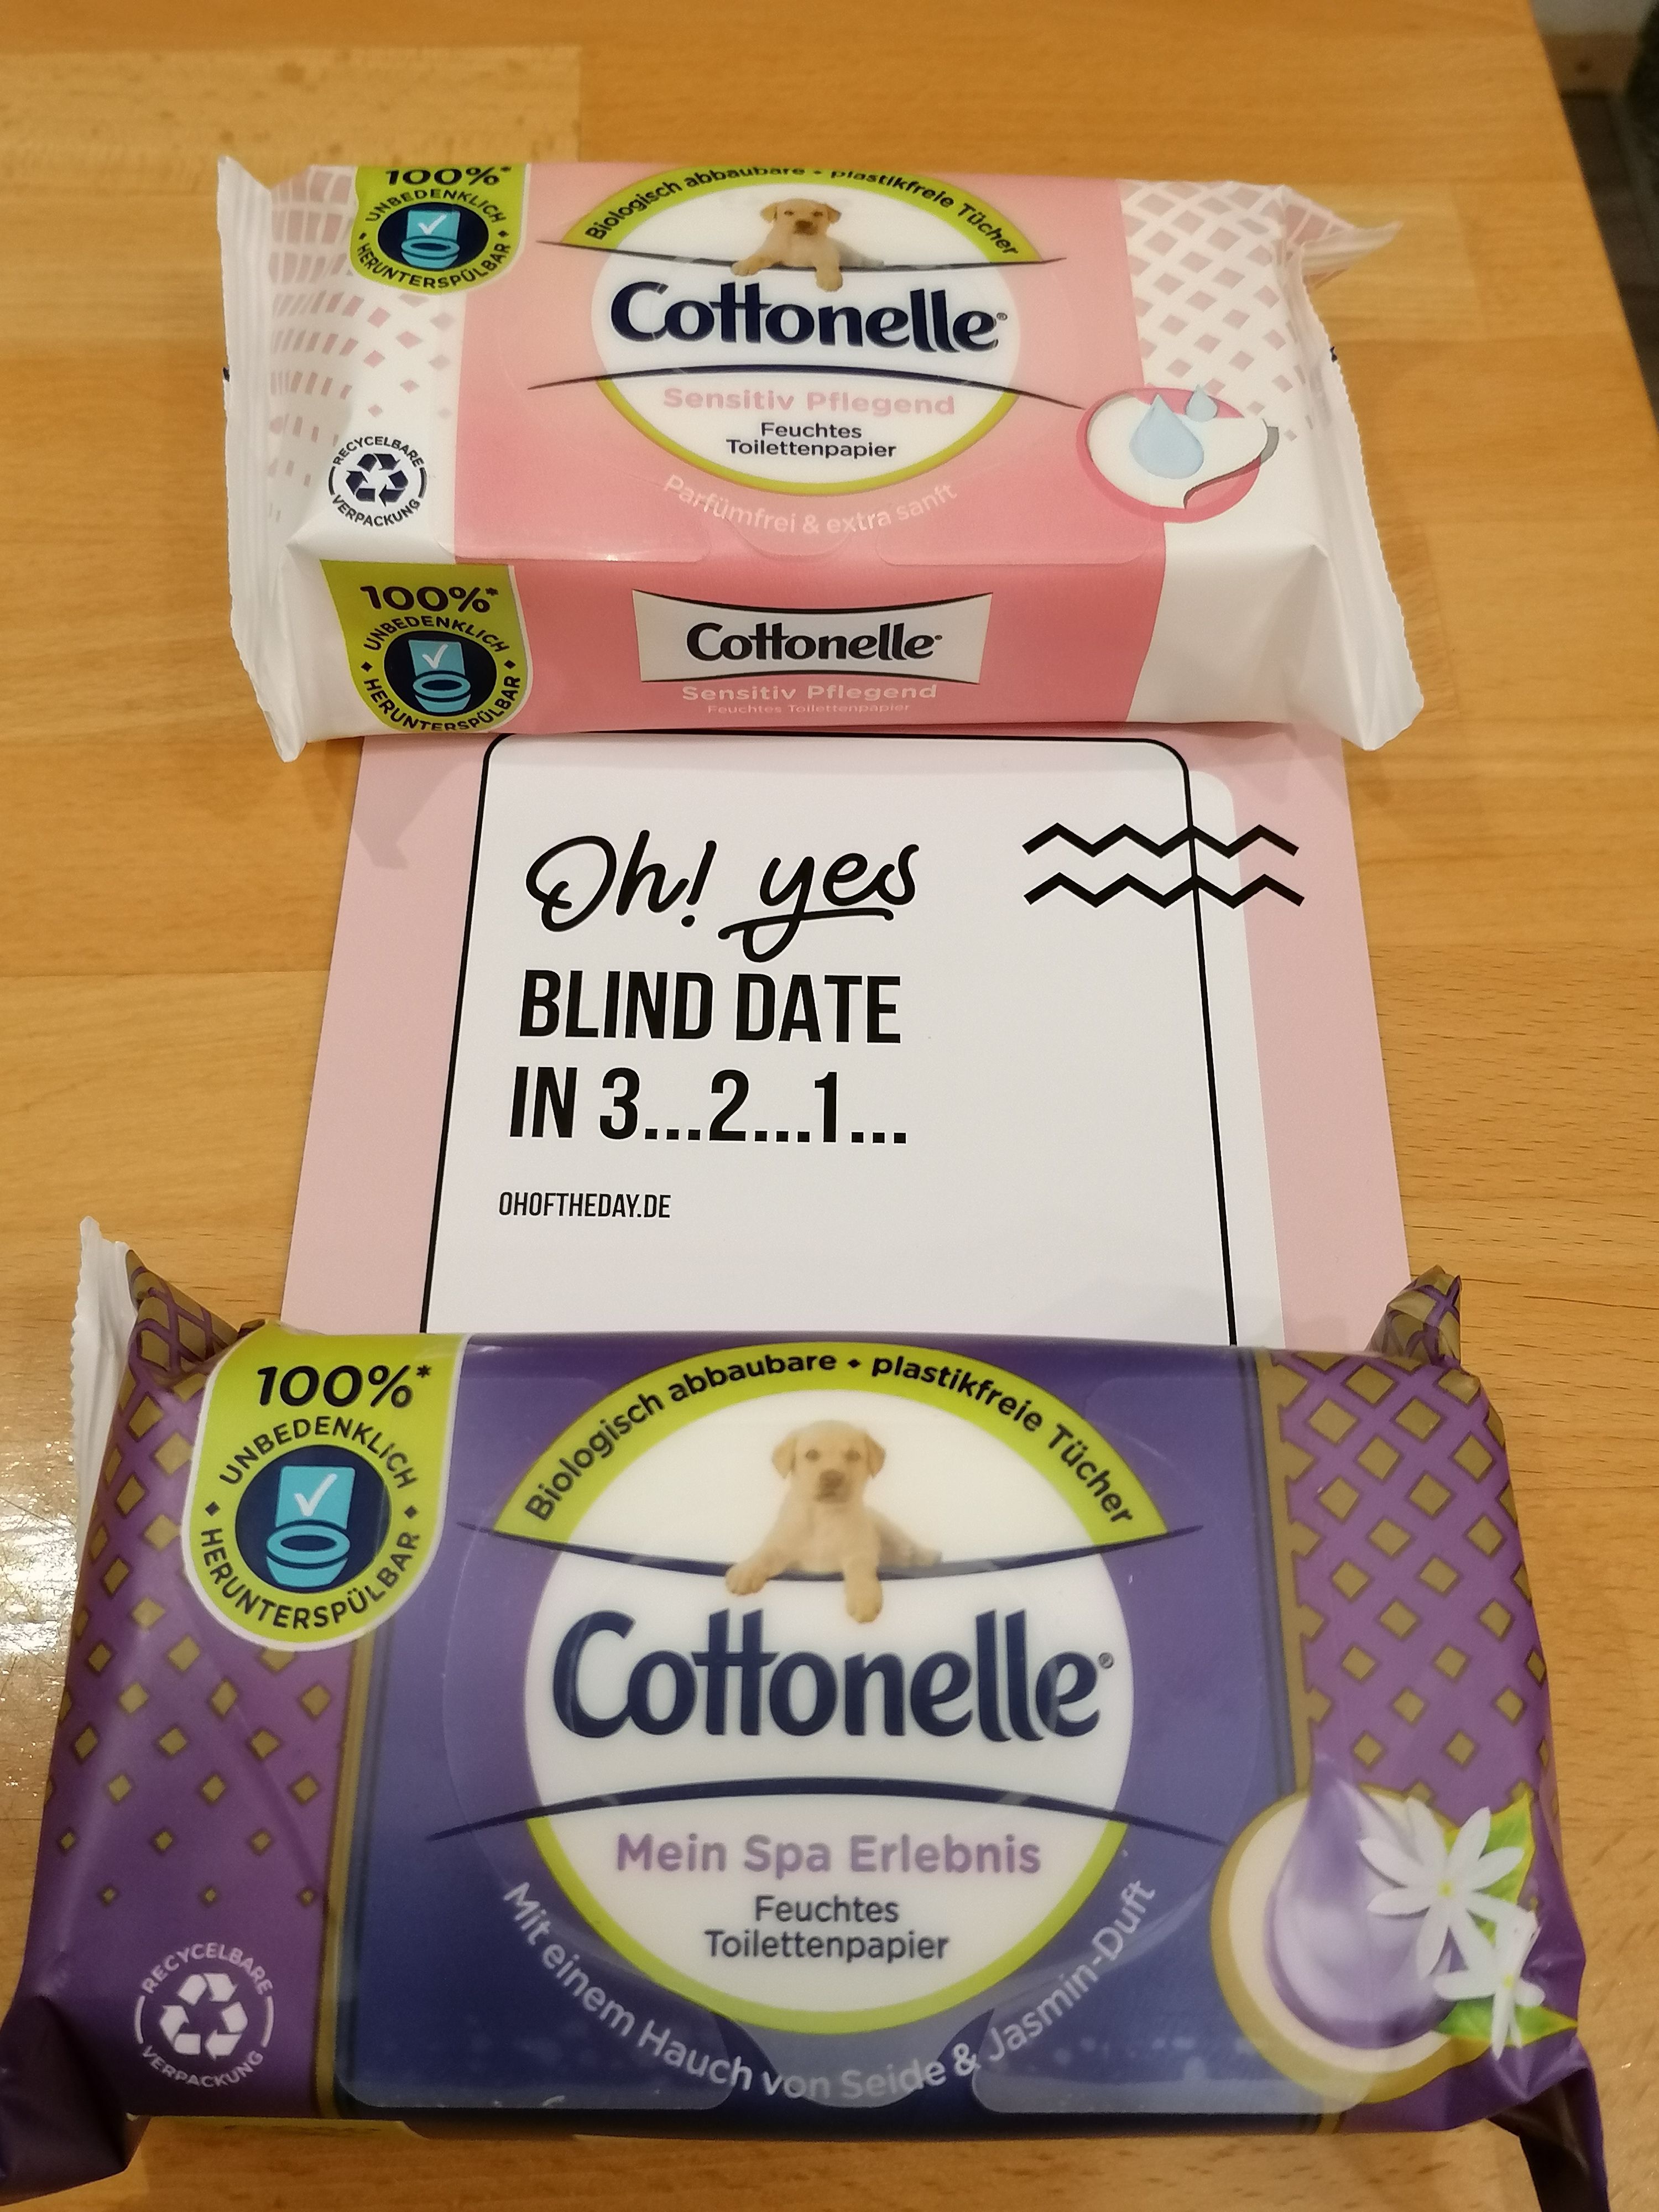 100%*
UNBEDENKLICH
HERUNTERSPÜLBAR
Biologisch abbaubare • plastikfreie Tücher
Cottonelle®
Sensitiv Pflegend
Feuchtes
Toilettenpapier
Parfümfrei & extra sanft
RECYCELBARE
VERPACKUNG
100%*
UNBEDENKLICH
HERUNTERSPÜLBAR
Cottonelle®
Sensitiv Pflegend
Feuchtes Toilettenpapier
Oh! yes
BLIND DATE
IN 3...2...1...
OHOFTHEDAY.DE
100%*
UNBEDENKLICH
HERUNTERSPÜLBAR
Biologisch abbaubare • plastikfreie Tücher
Cottonelle®
Mein Spa Erlebnis
Feuchtes
Toilettenpapier
Mit einem Hauch von Seide & Jasmin-Duft
RECYCELBARE
VERPACKUNG